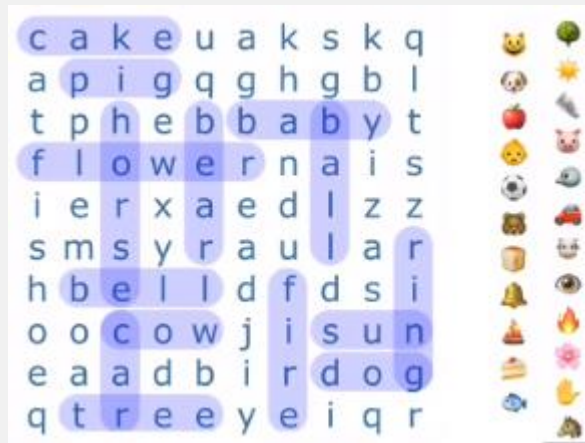 c a k e u a k s k q
a p i g q g h g b l
t p h e b b a b y t
f l o w e r n a i s
i e r x a e d l z z
s m s y r a u l a r
h b e l l d f d s i
o o c o w j i s u n
e a a d b i r d o g
q t r e e y e i q r